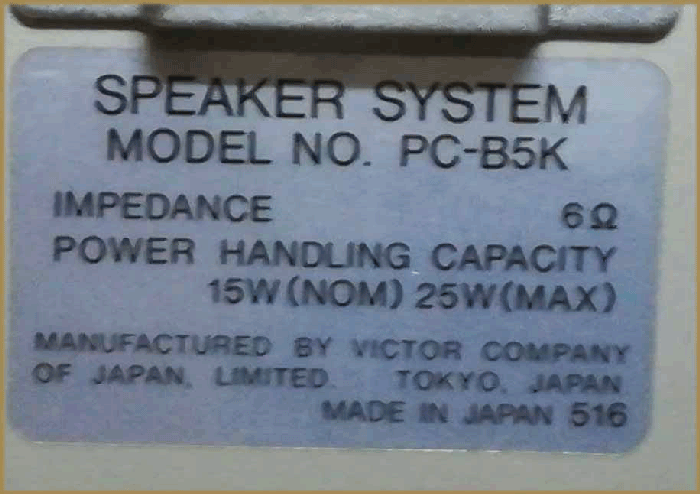 SPEAKER SYSTEM
MODEL NO. PC-B5K
IMPEDANCE 6Ω
POWER HANDLING CAPACITY
15W(NOM) 25W(MAX)
MANUFACTURED BY VICTOR COMPANY
OF JAPAN, LIMITED. TOKYO, JAPAN
MADE IN JAPAN 516